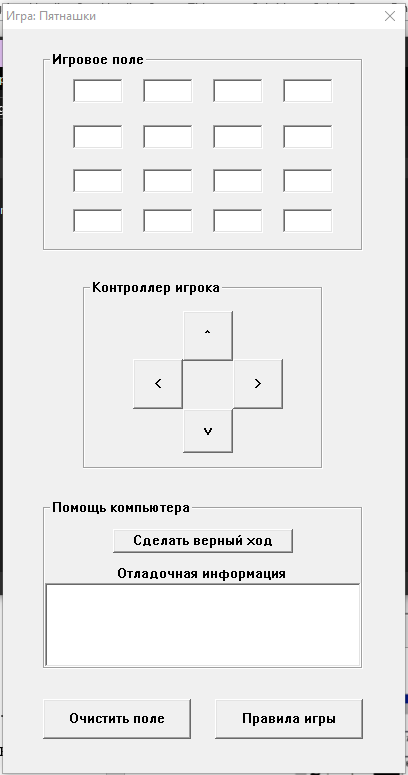 Игра: Пятнашки
Игровое поле
Контроллер игрока
^
< >
v
Помощь компьютера
Сделать верный ход
Отладочная информация
Очистить поле Правила игры